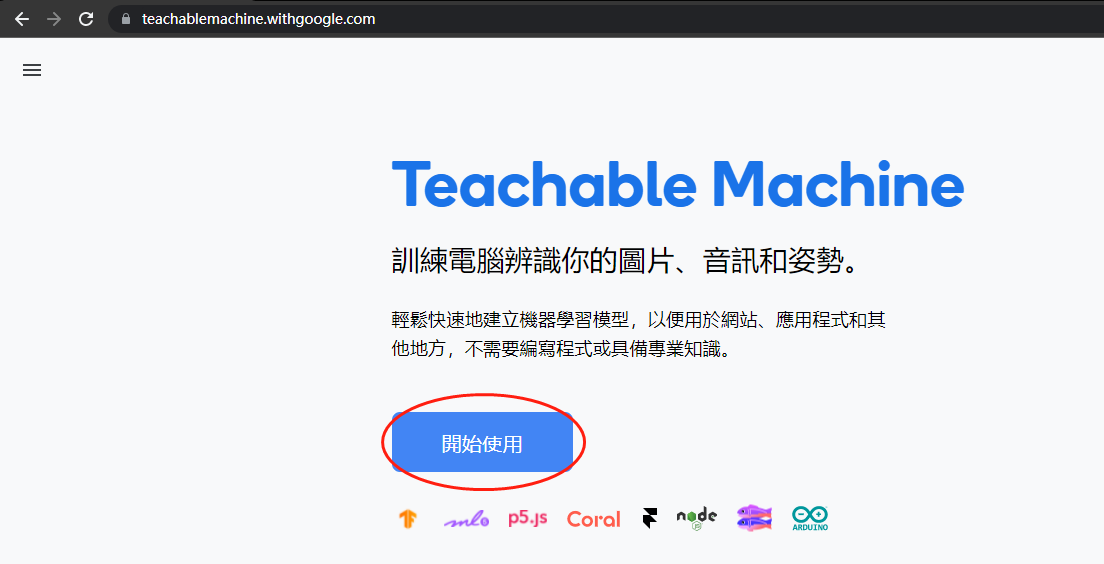 teachablemachine.withgoogle.com
Teachable Machine
訓練電腦辨識你的圖片、音訊和姿勢。
輕鬆快速地建立機器學習模型，以便用於網站、應用程式和其
他地方，不需要編寫程式或具備專業知識。
開始使用
ml5 p5.js Coral node JS ARDUINO